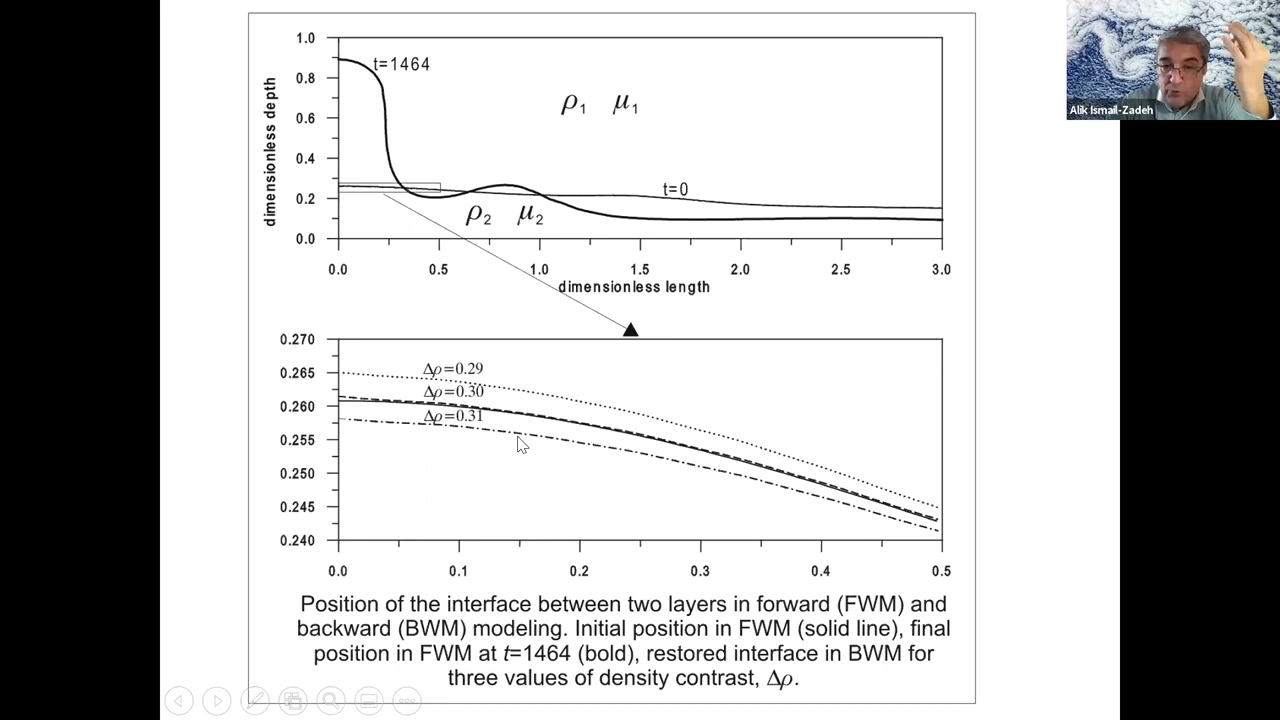 Alik Ismail-Zadeh
1.0
0.8
0.6
0.4
0.2
0.0
dimensionless depth
t=1464
ρ1 μ1
t=0
ρ2 μ2
0.0 0.5 1.0 1.5 2.0 2.5 3.0
dimensionless length
0.270
0.265
0.260
0.255
0.250
0.245
0.240
Δρ=0.29
Δρ=0.30
Δρ=0.31
0.0 0.1 0.2 0.3 0.4 0.5
Position of the interface between two layers in forward (FWM) and
backward (BWM) modeling. Initial position in FWM (solid line), final
position in FWM at t=1464 (bold), restored interface in BWM for
three values of density contrast, Δρ.